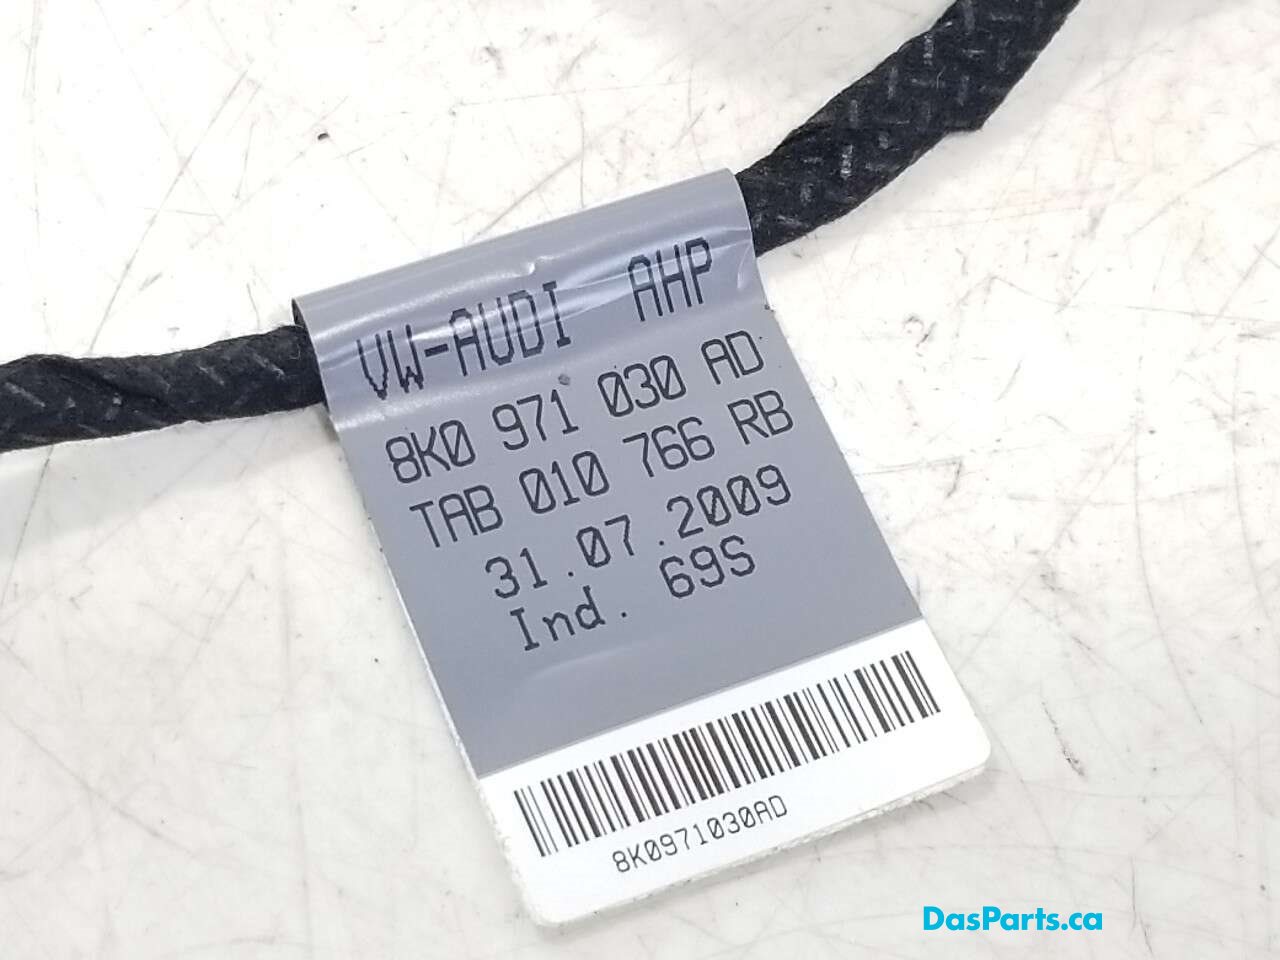 VW-AUDI AHP
8K0 971 030 AD
TAB 010 766 RB
31.07.2009
Ind. 69S
8K0971030AD
DasParts.ca